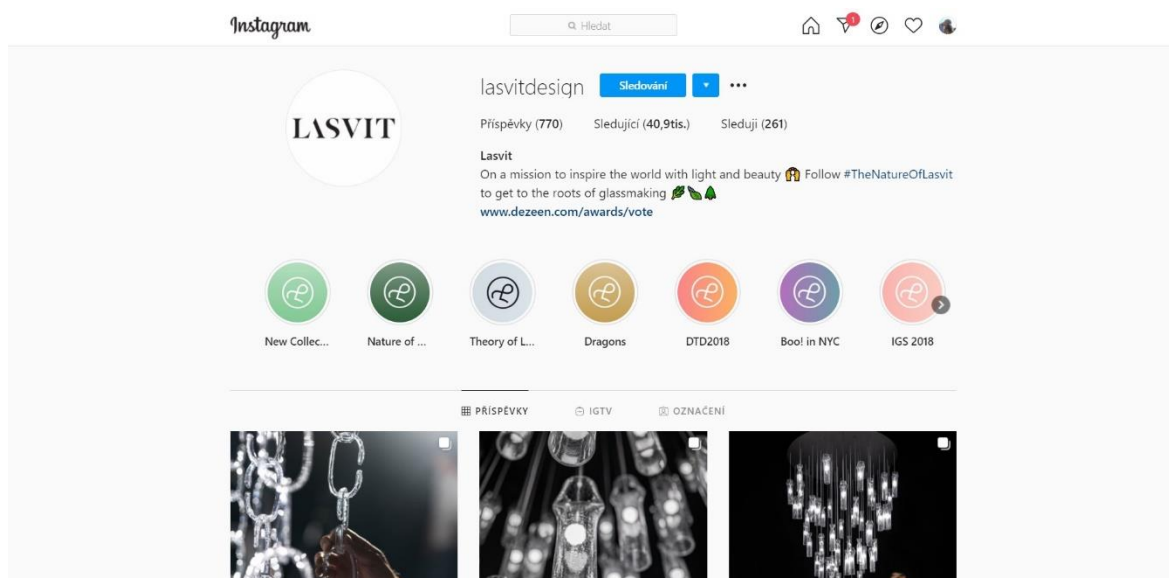 Instagram
Hledat
1
LASVIT
lasvitdesign Sledování
Příspěvky (770) Sledující (40,9tis.) Sleduji (261)
Lasvit
On a mission to inspire the world with light and beauty Follow #TheNatureOfLasvit
to get to the roots of glassmaking
www.dezeen.com/awards/vote
New Collec... Nature of ... Theory of L... Dragons DTD2018 Boo! in NYC IGS 2018
PŘÍSPĚVKY IGTV OZNAČENÍ